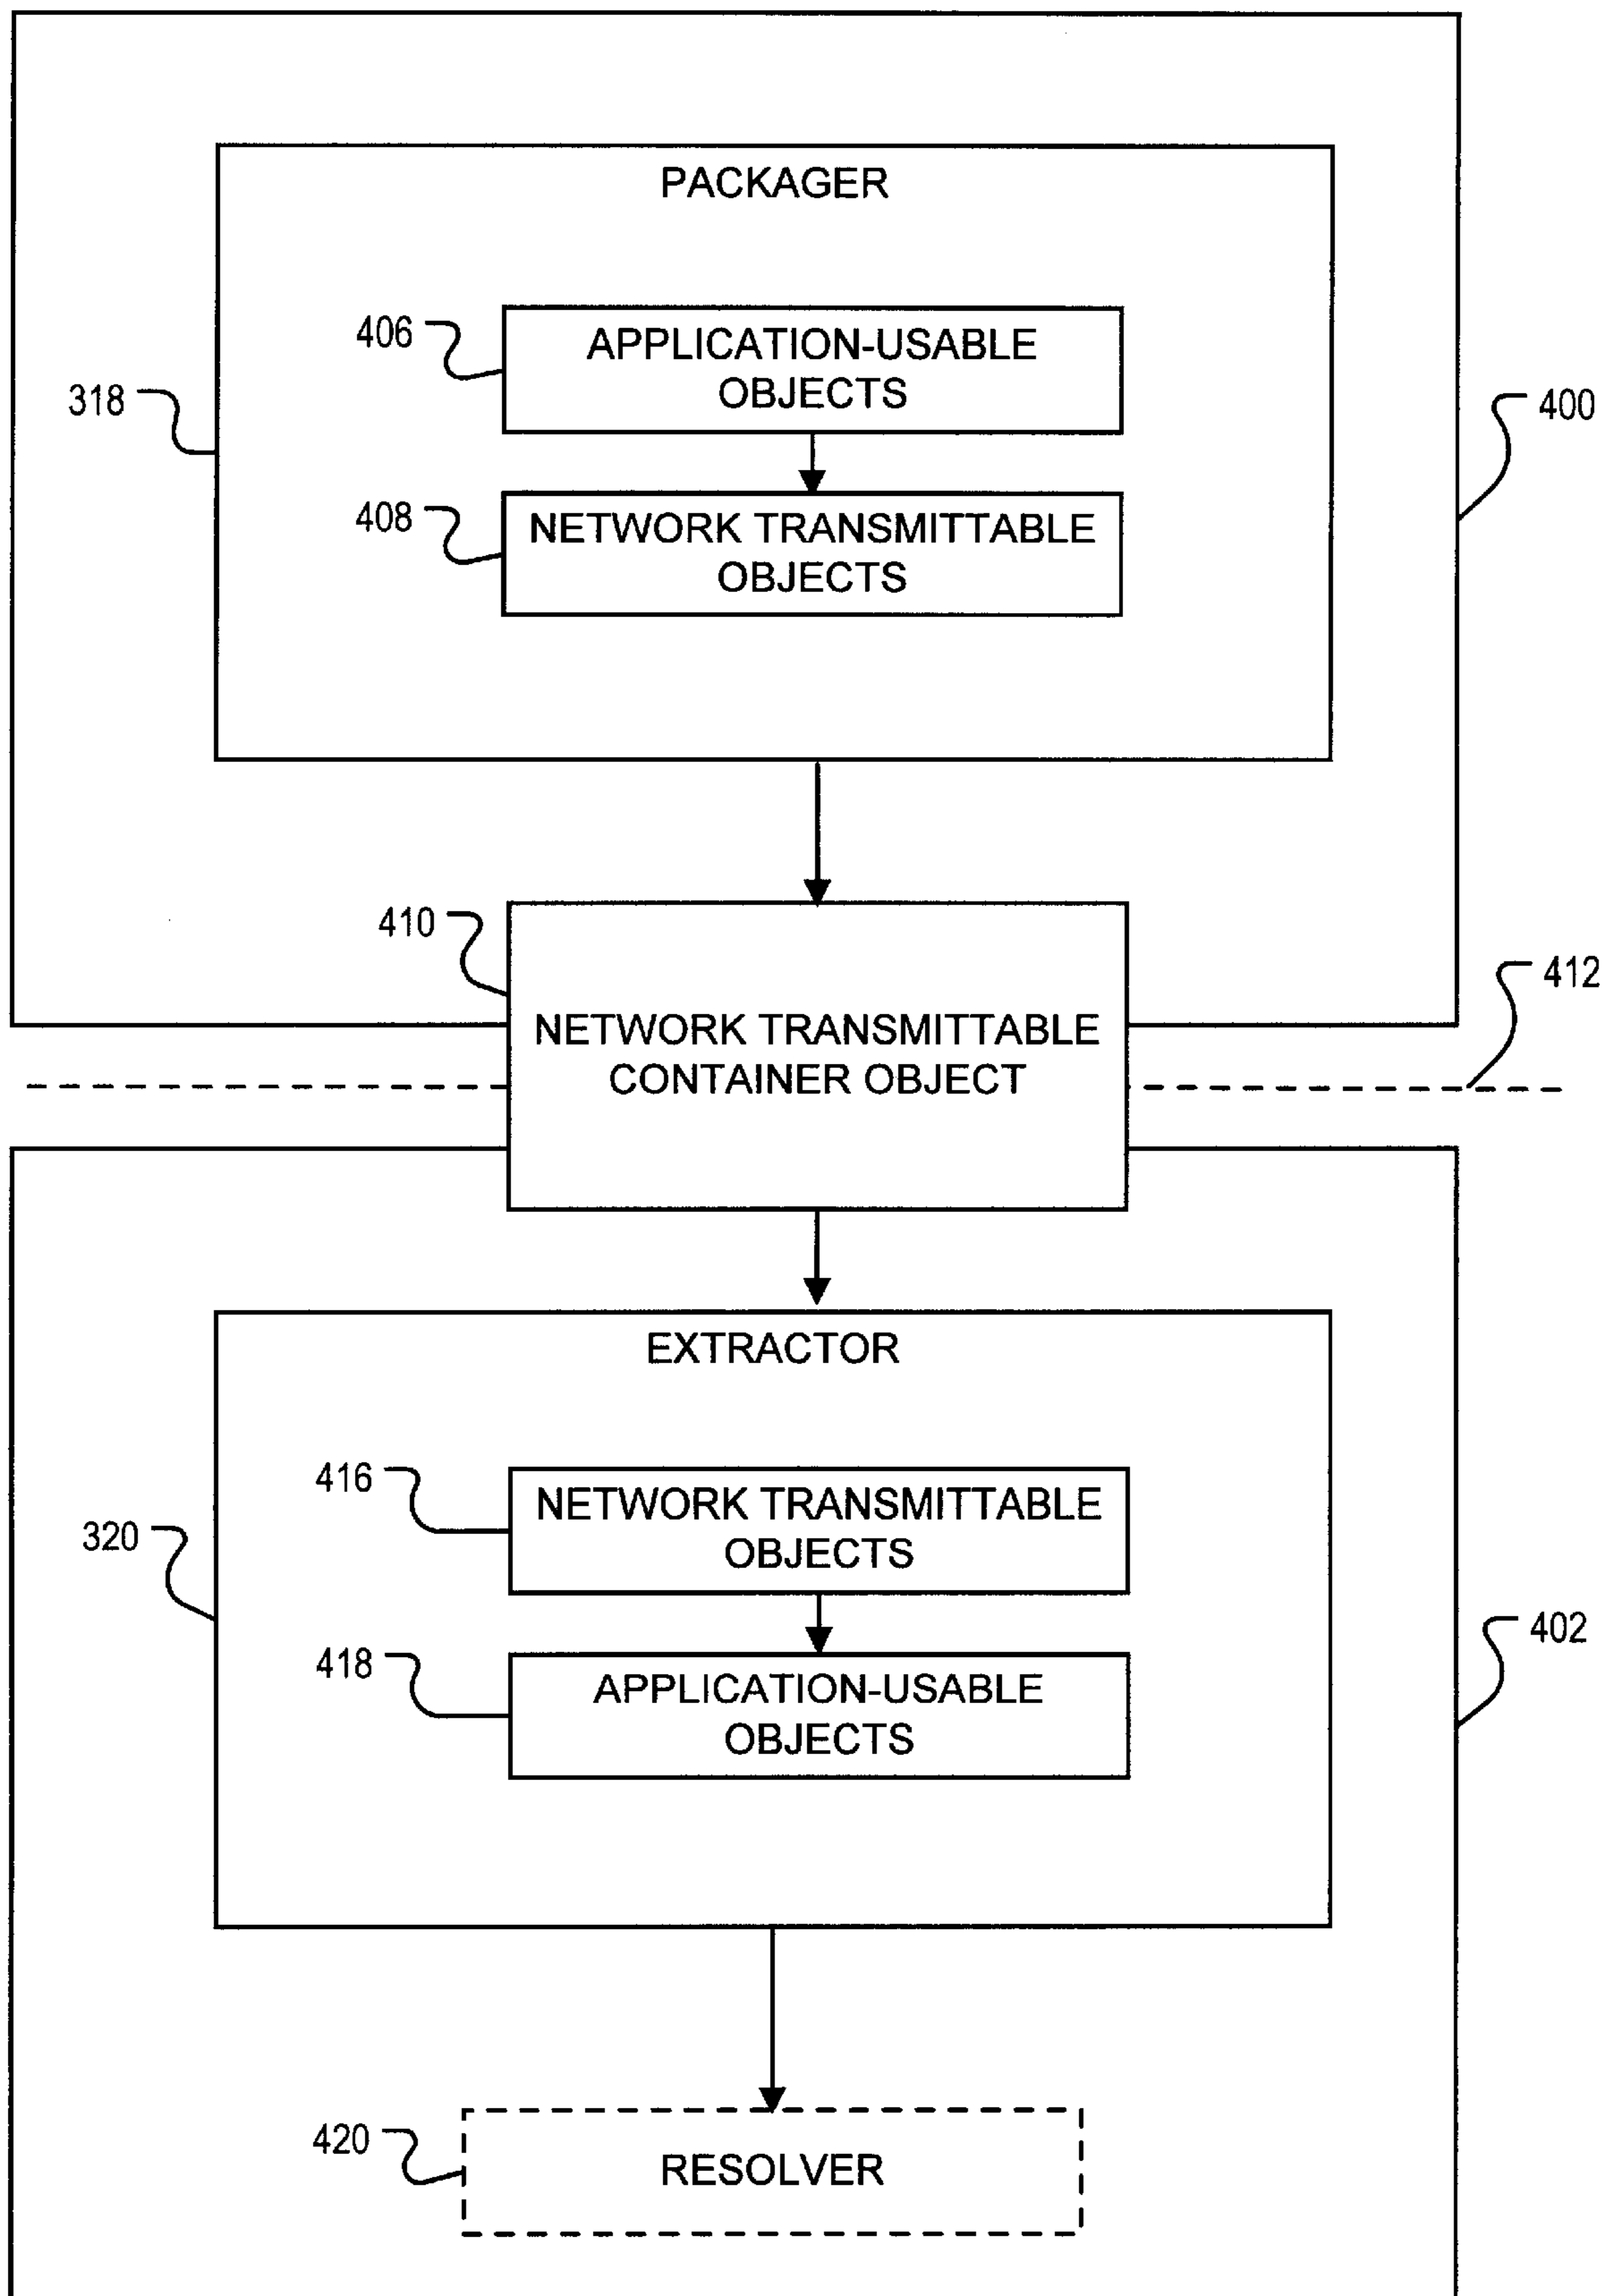 PACKAGER
406
APPLICATION-USABLE
OBJECTS
318
400
408
NETWORK TRANSMITTABLE
OBJECTS
410
412
NETWORK TRANSMITTABLE
CONTAINER OBJECT
EXTRACTOR
416
NETWORK TRANSMITTABLE
OBJECTS
320
402
418
APPLICATION-USABLE
OBJECTS
420
RESOLVER